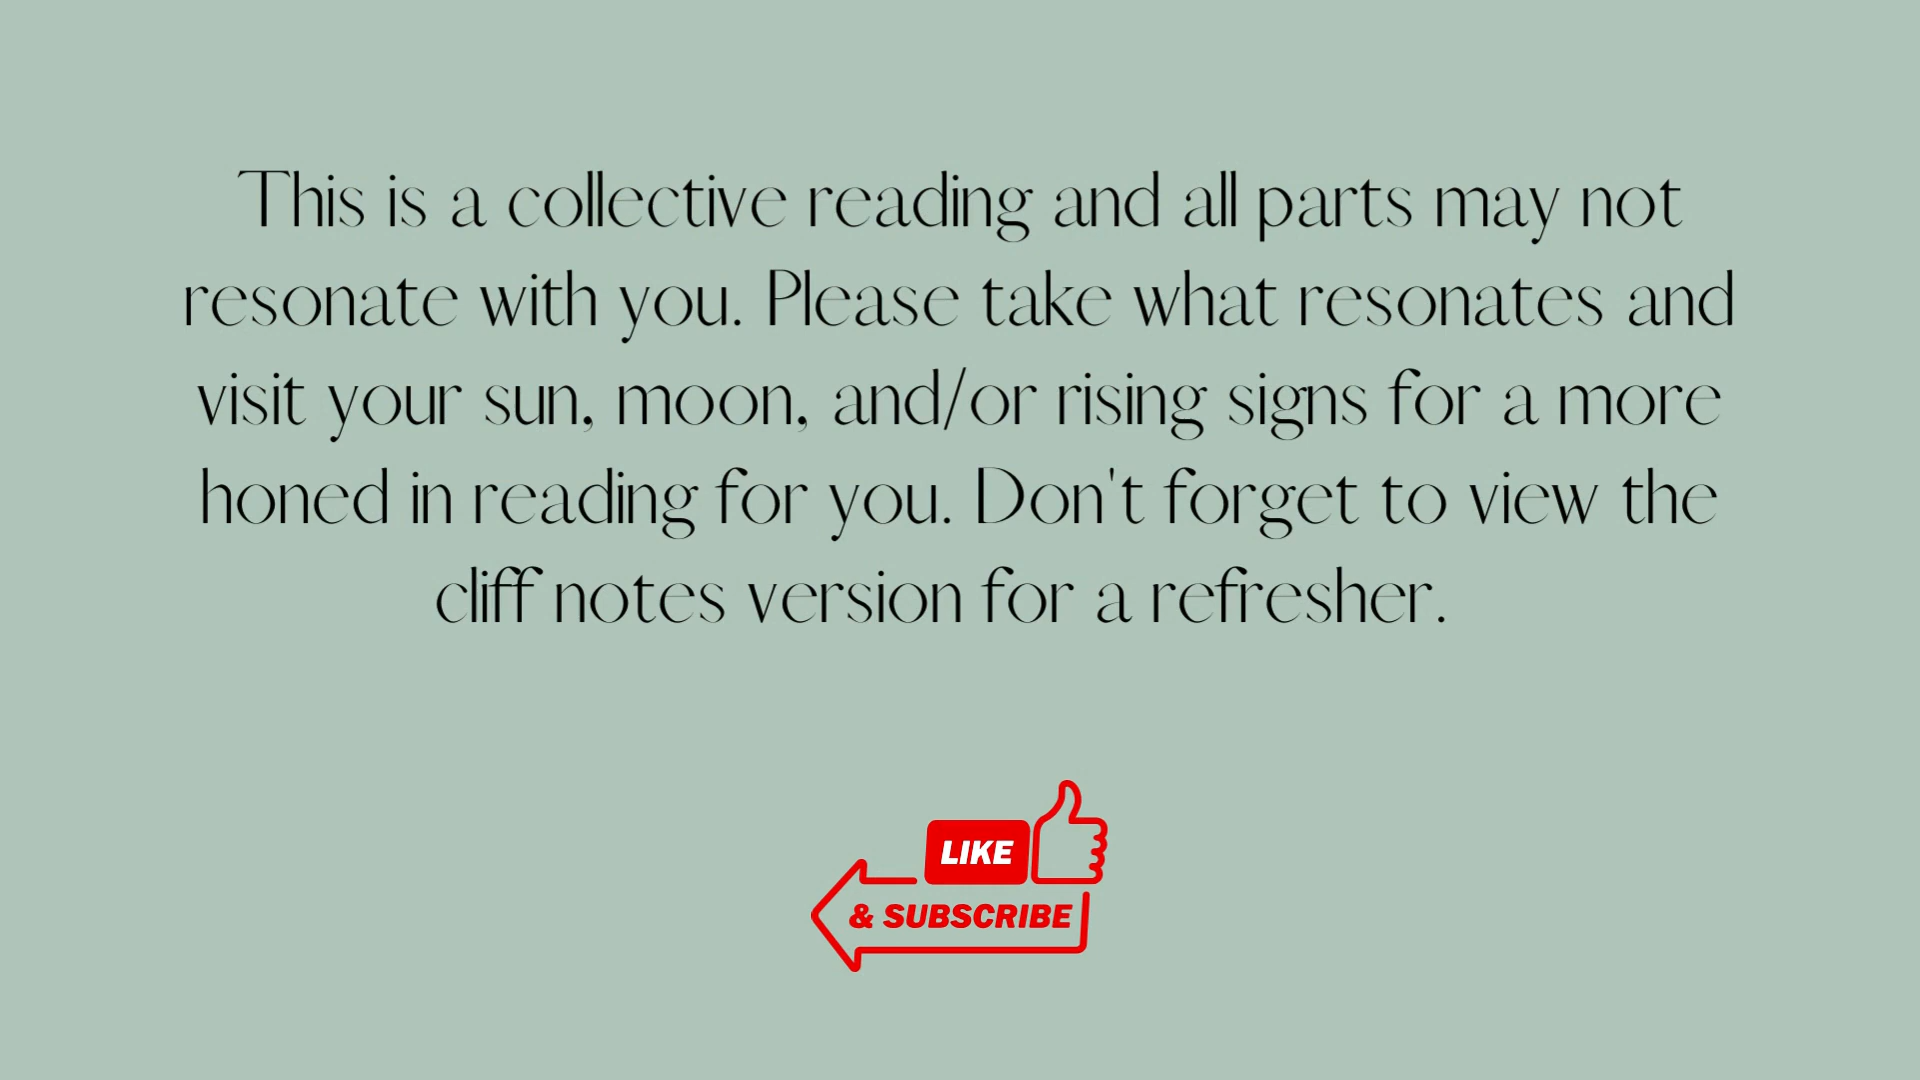 This is a collective reading and all parts may not
resonate with you. Please take what resonates and
visit your sun, moon, and/or rising signs for a more
honed in reading for you. Don't forget to view the
cliff notes version for a refresher.
LIKE
& SUBSCRIBE